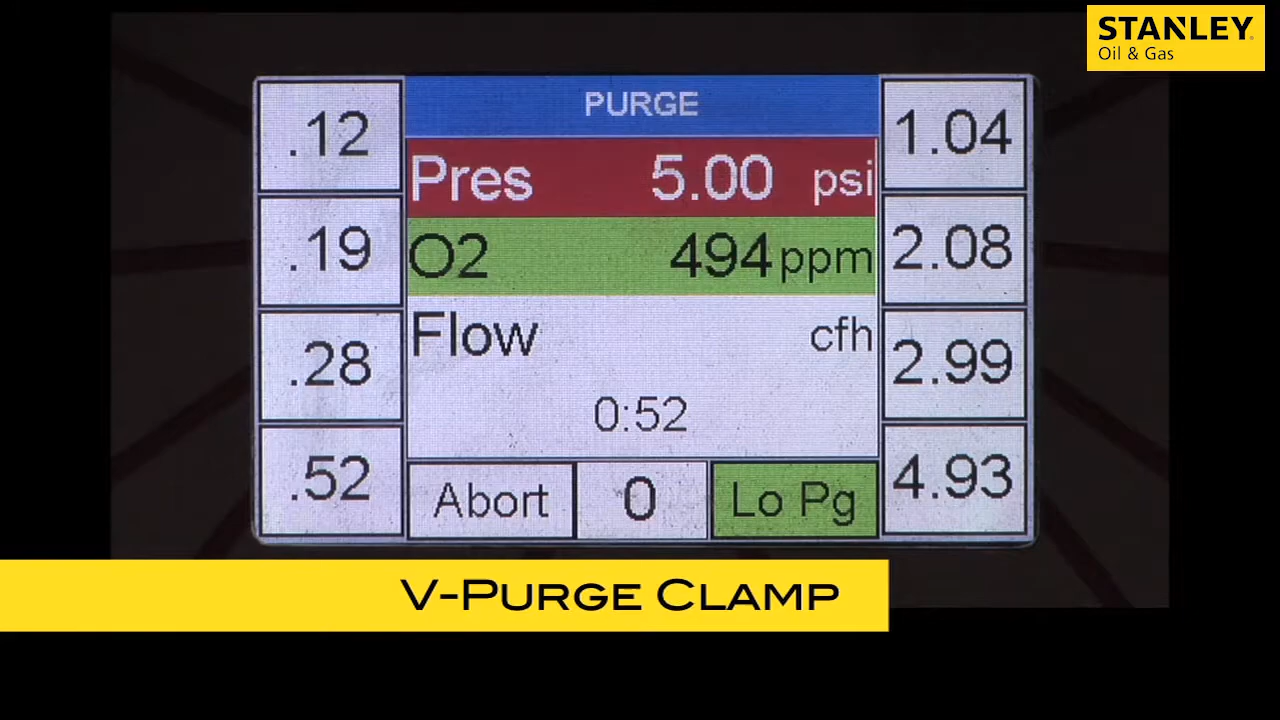 STANLEY
Oil & Gas
PURGE
.12
.19
.28
.52
Pres 5.00 psi
O2 494 ppm
Flow cfh
0:52
Abort 0 Lo Pg
1.04
2.08
2.99
4.93
V-PURGE CLAMP